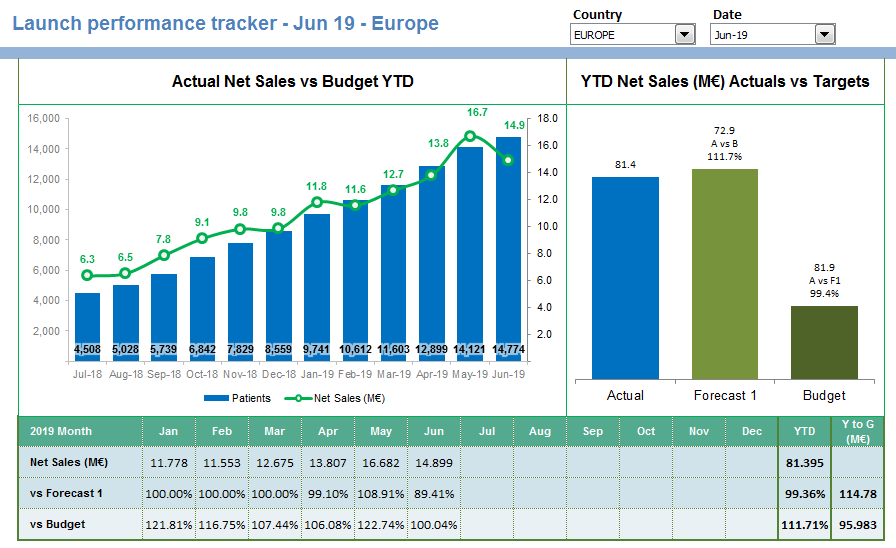 Launch performance tracker - Jun 19 - Europe
Country
Date
EUROPE
Jun-19
Actual Net Sales vs Budget YTD
16,000
14,000
12,000
10,000
8,000
6,000
4,000
2,000
18.0
16.0
14.0
12.0
10.0
8.0
6.0
4.0
2.0
6.3 6.5 7.8 9.1 9.8 9.8 11.8 11.6 12.7 13.8 16.7 14.9
4,508 5,028 5,739 6,842 7,829 8,559 9,741 10,612 11,603 12,899 14,121 14,774
Jul-18 Aug-18 Sep-18 Oct-18 Nov-18 Dec-18 Jan-19 Feb-19 Mar-19 Apr-19 May-19 Jun-19
Patients Net Sales (M€)
YTD Net Sales (M€) Actuals vs Targets
81.4
72.9
A vs B
111.7%
81.9
A vs F1
99.4%
Actual Forecast 1 Budget
2019 Month Jan Feb Mar Apr May Jun Jul Aug Sep Oct Nov Dec YTD Y to G
(M€)
Net Sales (M€) 11.778 11.553 12.675 13.807 16.682 14.899 81.395
vs Forecast 1 100.00% 100.00% 100.00% 99.10% 108.91% 89.41% 99.36% 114.78
vs Budget 121.81% 116.75% 107.44% 106.08% 122.74% 100.04% 111.71% 95.983